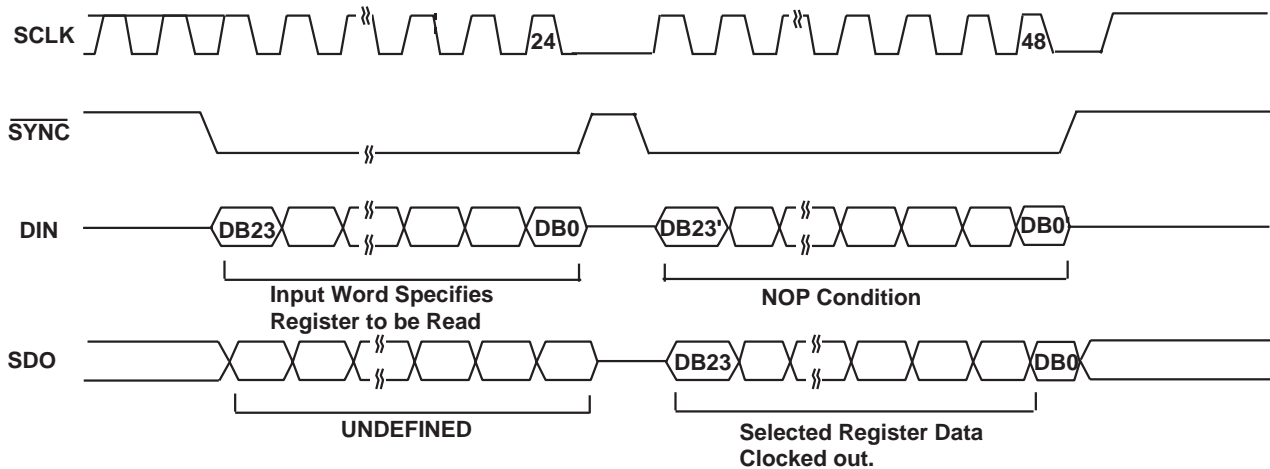 SCLK
24
48
SYNC
DIN
DB23
DB0
DB23'
DB0'
Input Word Specifies
Register to be Read
NOP Condition
SDO
DB23
DB0
UNDEFINED
Selected Register Data
Clocked out.